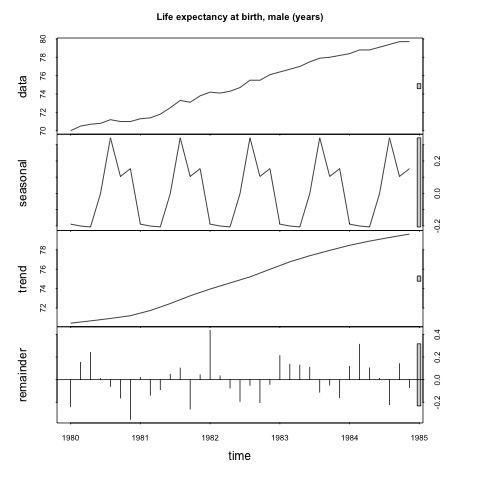 Life expectancy at birth, male (years)
data
70 72 74 76 78 80
seasonal
-0.2 0.0 0.2
trend
72 74 76 78
remainder
-0.2 0.0 0.2 0.4
1980 1981 1982 1983 1984 1985
time